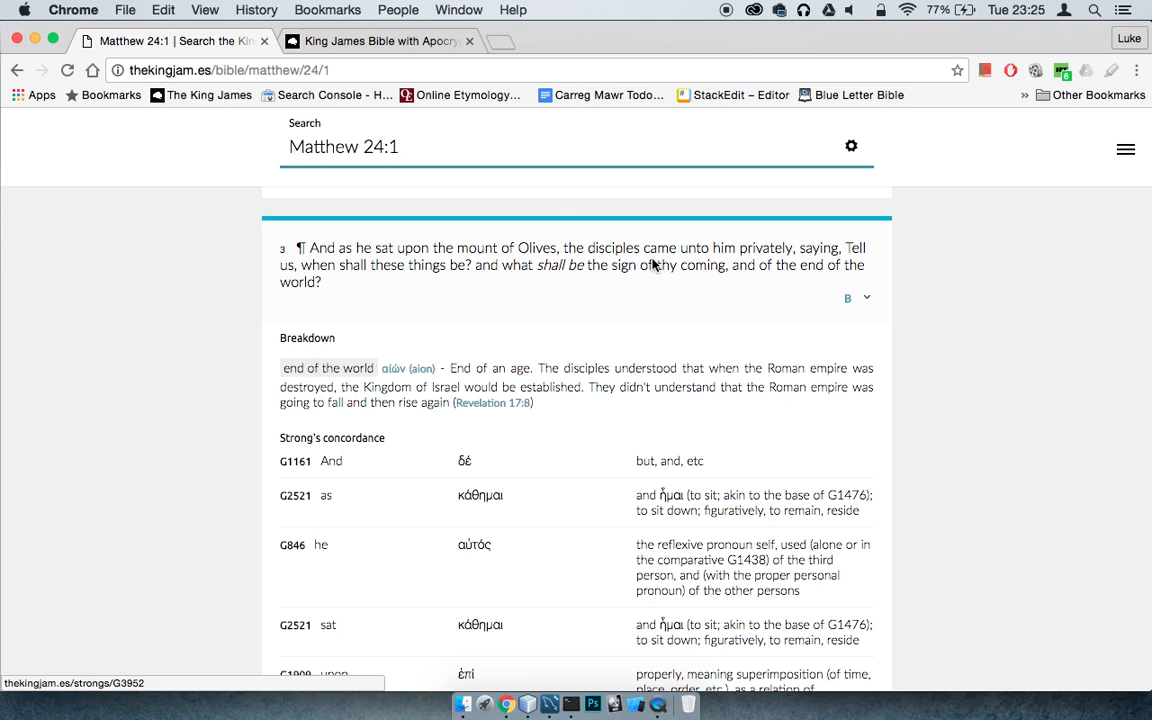 Chrome File Edit View History Bookmarks People Window Help 77% Tue 23:25
Matthew 24:1 | Search the Kin King James Bible with Apocry Luke
thekingjam.es/bible/matthew/24/1 6
Apps Bookmarks The King James Search Console - H... Online Etymology... Carreg Mawr Todo... StackEdit – Editor Blue Letter Bible » Other Bookmarks
Search
Matthew 24:1
3 ¶ And as he sat upon the mount of Olives, the disciples came unto him privately, saying, Tell
us, when shall these things be? and what shall be the sign of thy coming, and of the end of the
world?
B
Breakdown
end of the world αἰών (aion) - End of an age. The disciples understood that when the Roman empire was
destroyed, the Kingdom of Israel would be established. They didn't understand that the Roman empire was
going to fall and then rise again (Revelation 17:8)
Strong's concordance
G1161 And δέ but, and, etc
G2521 as κάθημαι and ἧμαι (to sit; akin to the base of G1476);
to sit down; figuratively, to remain, reside
G846 he αὐτός the reflexive pronoun self, used (alone or in
the comparative G1438) of the third
person, and (with the proper personal
pronoun) of the other persons
G2521 sat κάθημαι and ἧμαι (to sit; akin to the base of G1476);
to sit down; figuratively, to remain, reside
G1909 upon ἐπί properly, meaning superimposition (of time,
place, order, etc.), as a relation of
thekingjam.es/strongs/G3952
Ps